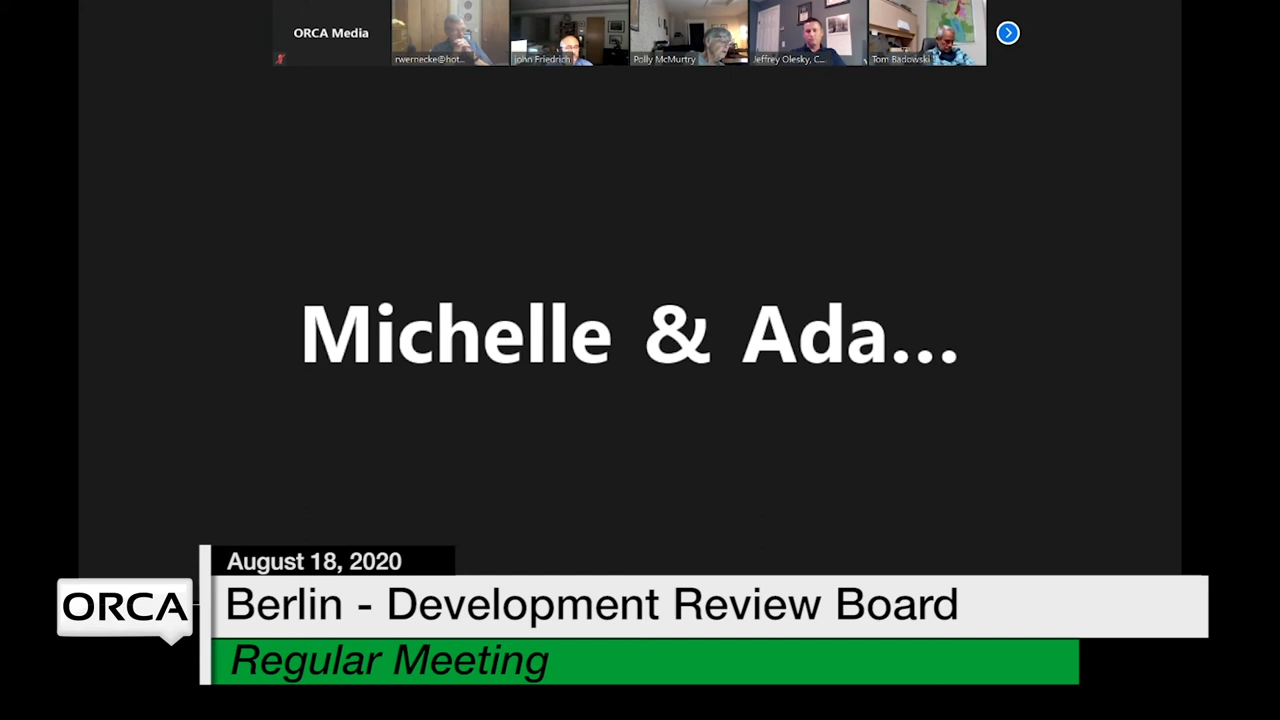 ORCA Media
rwernecke@hot...
John Friedrich
Polly McMurtry
Jeffrey Olesky, C...
Tom Badowski
Michelle & Ada...
August 18, 2020
ORCA
Berlin - Development Review Board
Regular Meeting